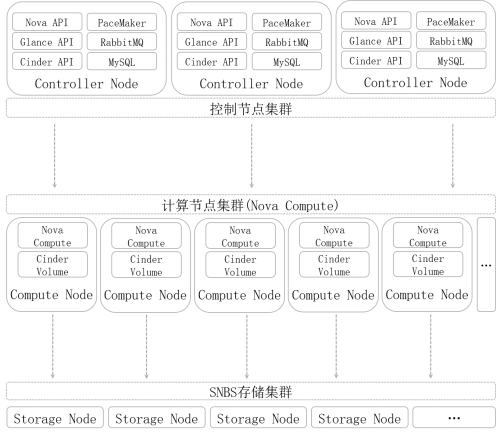 Nova API PaceMaker Nova API PaceMaker Nova API PaceMaker
Glance API RabbitMQ Glance API RabbitMQ Glance API RabbitMQ
Cinder API MySQL Cinder API MySQL Cinder API MySQL
Controller Node Controller Node Controller Node
控制节点集群
计算节点集群(Nova Compute)
Nova Nova Nova Nova Nova
Compute Compute Compute Compute Compute
Cinder Cinder Cinder Cinder Cinder
Volume Volume Volume Volume Volume
...
Compute Node Compute Node Compute Node Compute Node Compute Node
SNBS存储集群
Storage Node Storage Node Storage Node Storage Node ...